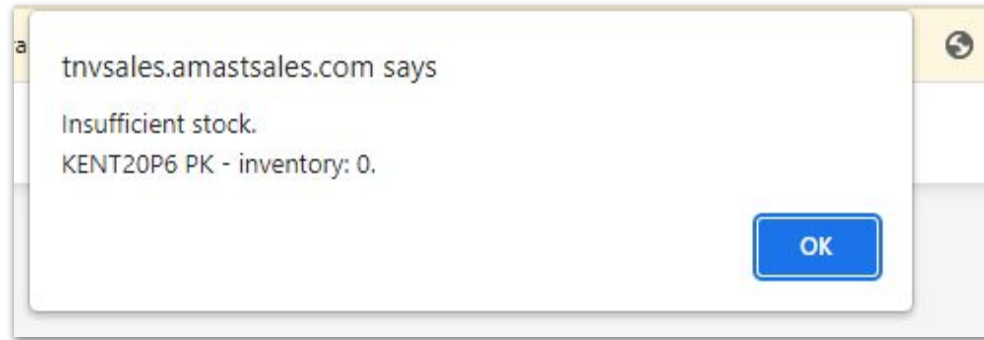 tnvsales.amastsales.com says
Insufficient stock.
KENT20P6 PK - inventory: 0.
OK